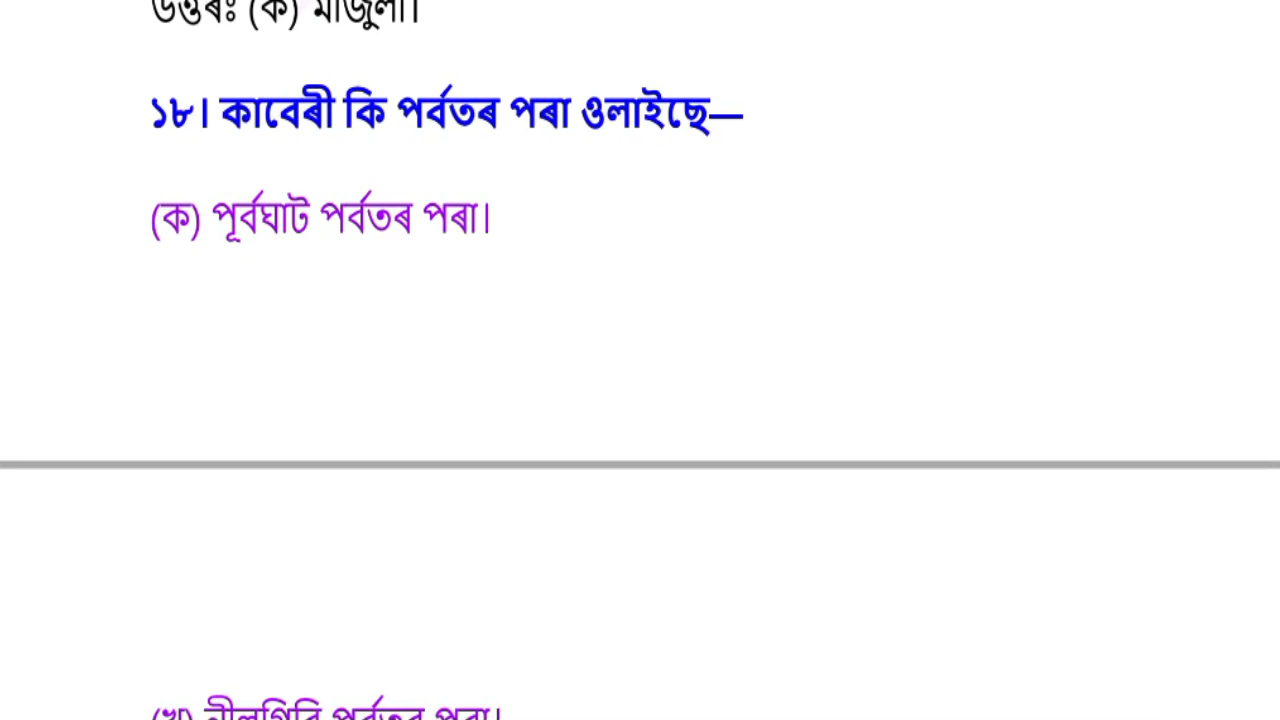 উত্তৰঃ (ক) মাজুলী।
১৮। কাবেৰী কি পৰ্বতৰ পৰা ওলাইছে—
(ক) পূৰ্বঘাট পৰ্বতৰ পৰা।
(খ) নীলগিৰি পৰ্বতৰ পৰা।